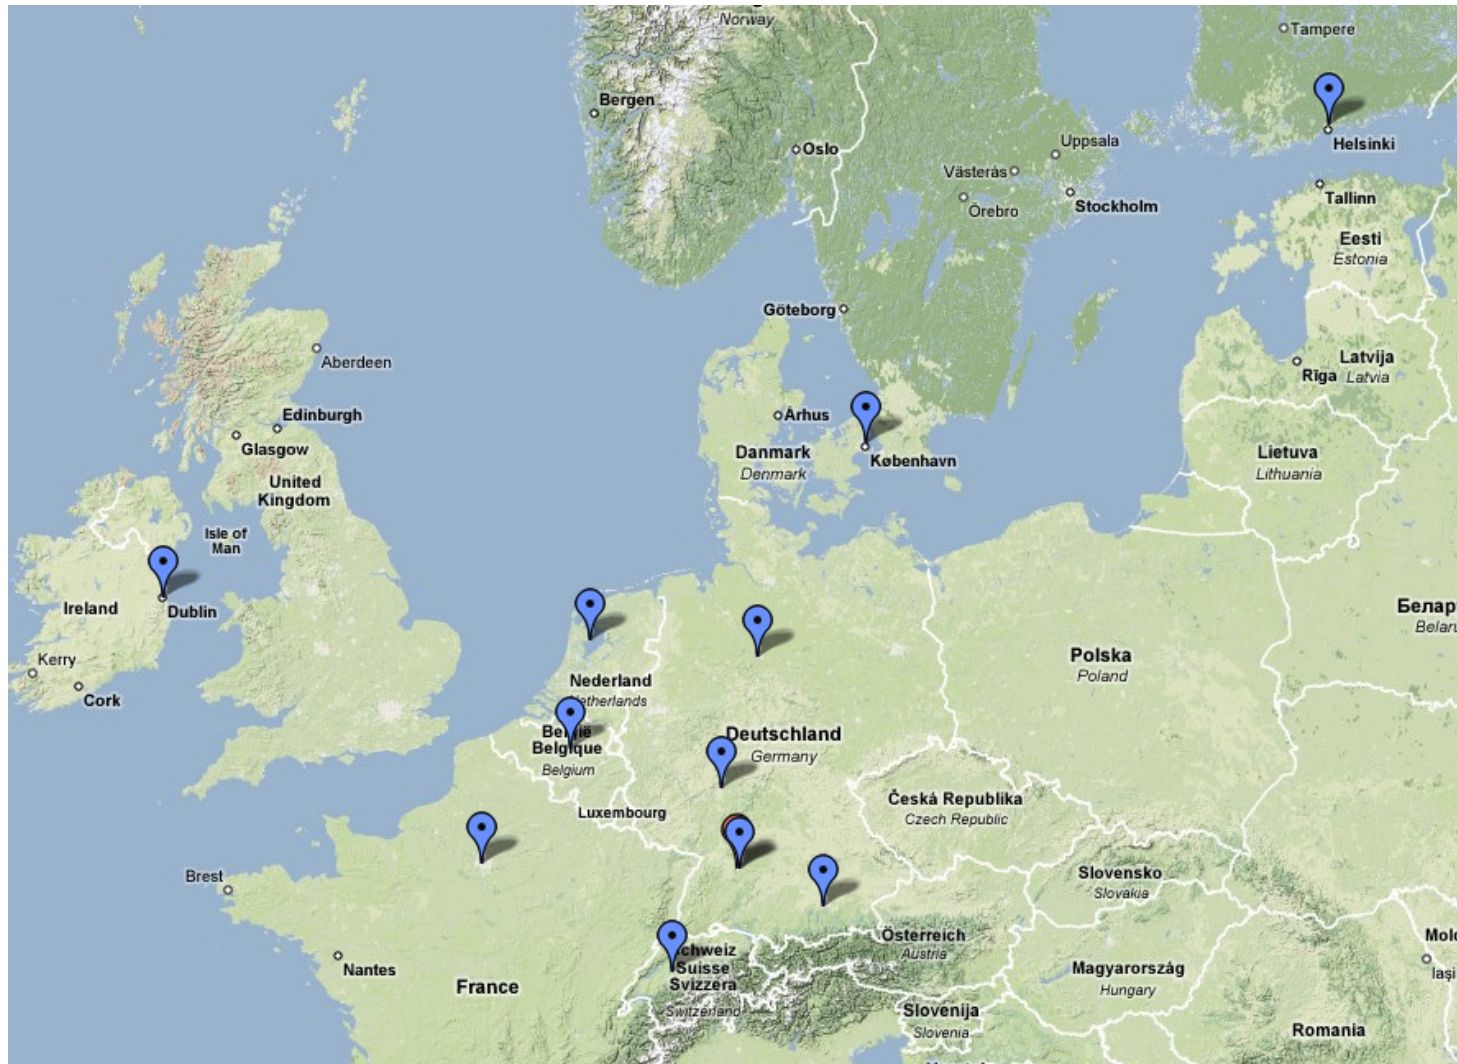 Norway
Tampere
Bergen
Helsinki
Oslo
Uppsala
Västerås
Örebro
Stockholm
Tallinn
Eesti
Estonia
Göteborg
Aberdeen
Latvija
Latvia
Rīga
Edinburgh
Glasgow
Århus
Danmark
Denmark
København
Lietuva
Lithuania
United
Kingdom
Isle of
Man
Ireland
Dublin
Kerry
Cork
Nederland
Polska
Poland
Deutschland
Germany
Belgique
Belgium
Luxembourg
Česká Republika
Czech Republic
Brest
Slovensko
Slovakia
Nantes
France
Suisse
Svizzera
Switzerland
Österreich
Austria
Magyarország
Hungary
Iaşi
Slovenija
Slovenia
Romania